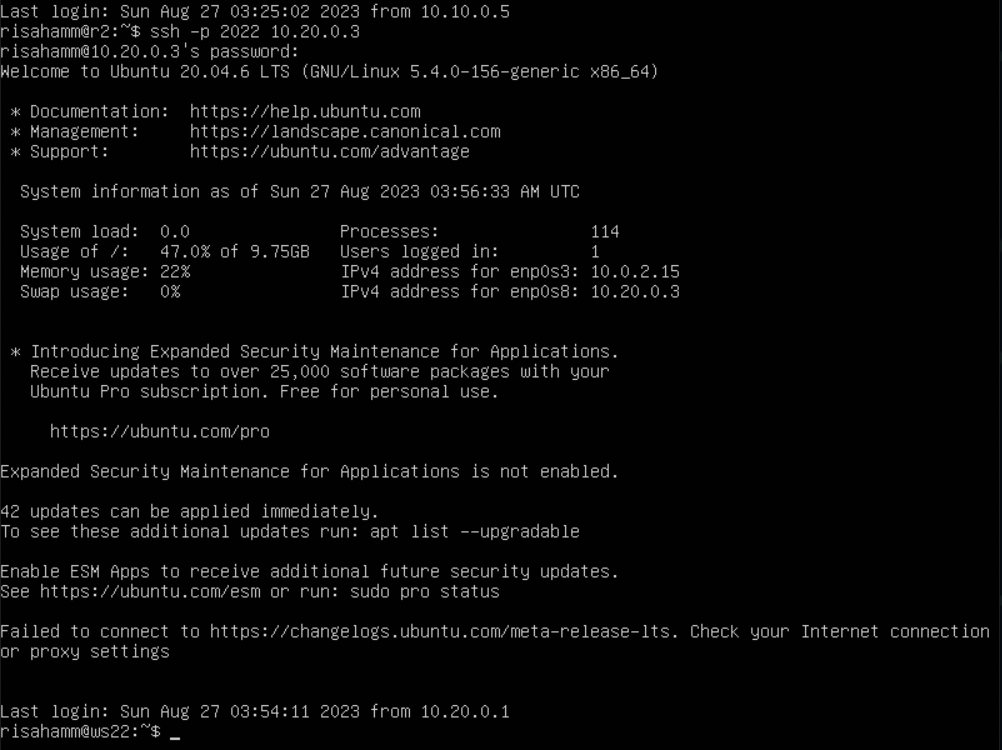 Last login: Sun Aug 27 03:25:02 2023 from 10.10.0.5
risahamm@r2:~$ ssh -p 2022 10.20.0.3
risahamm@10.20.0.3's password:
Welcome to Ubuntu 20.04.6 LTS (GNU/Linux 5.4.0-156-generic x86_64)
* Documentation:  https://help.ubuntu.com
* Management:     https://landscape.canonical.com
* Support:        https://ubuntu.com/advantage
System information as of Sun 27 Aug 2023 03:56:33 AM UTC
System load:  0.0               Processes:               114
Usage of /:   47.0% of 9.75GB   Users logged in:         1
Memory usage: 22%               IPv4 address for enp0s3: 10.0.2.15
Swap usage:   0%                IPv4 address for enp0s8: 10.20.0.3
* Introducing Expanded Security Maintenance for Applications.
Receive updates to over 25,000 software packages with your
Ubuntu Pro subscription. Free for personal use.
https://ubuntu.com/pro
Expanded Security Maintenance for Applications is not enabled.
42 updates can be applied immediately.
To see these additional updates run: apt list --upgradable
Enable ESM Apps to receive additional future security updates.
See https://ubuntu.com/esm or run: sudo pro status
Failed to connect to https://changelogs.ubuntu.com/meta-release-lts. Check your Internet connection
or proxy settings
Last login: Sun Aug 27 03:54:11 2023 from 10.20.0.1
risahamm@ws22:~$ _